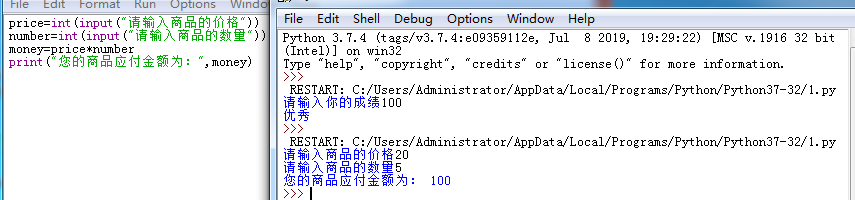 Edit Format Run Options Window
price=int(input("请输入商品的价格"))
number=int(input("请输入商品的数量"))
money=price*number
print("您的商品应付金额为：",money)
File Edit Shell Debug Options Window Help
Python 3.7.4 (tags/v3.7.4:e09359112e, Jul  8 2019, 19:29:22) [MSC v.1916 32 bit
(Intel)] on win32
Type "help", "copyright", "credits" or "license()" for more information.
>>>
 RESTART: C:/Users/Administrator/AppData/Local/Programs/Python/Python37-32/1.py
请输入你的成绩100
优秀
>>>
 RESTART: C:/Users/Administrator/AppData/Local/Programs/Python/Python37-32/1.py
请输入商品的价格20
请输入商品的数量5
您的商品应付金额为： 100
>>>